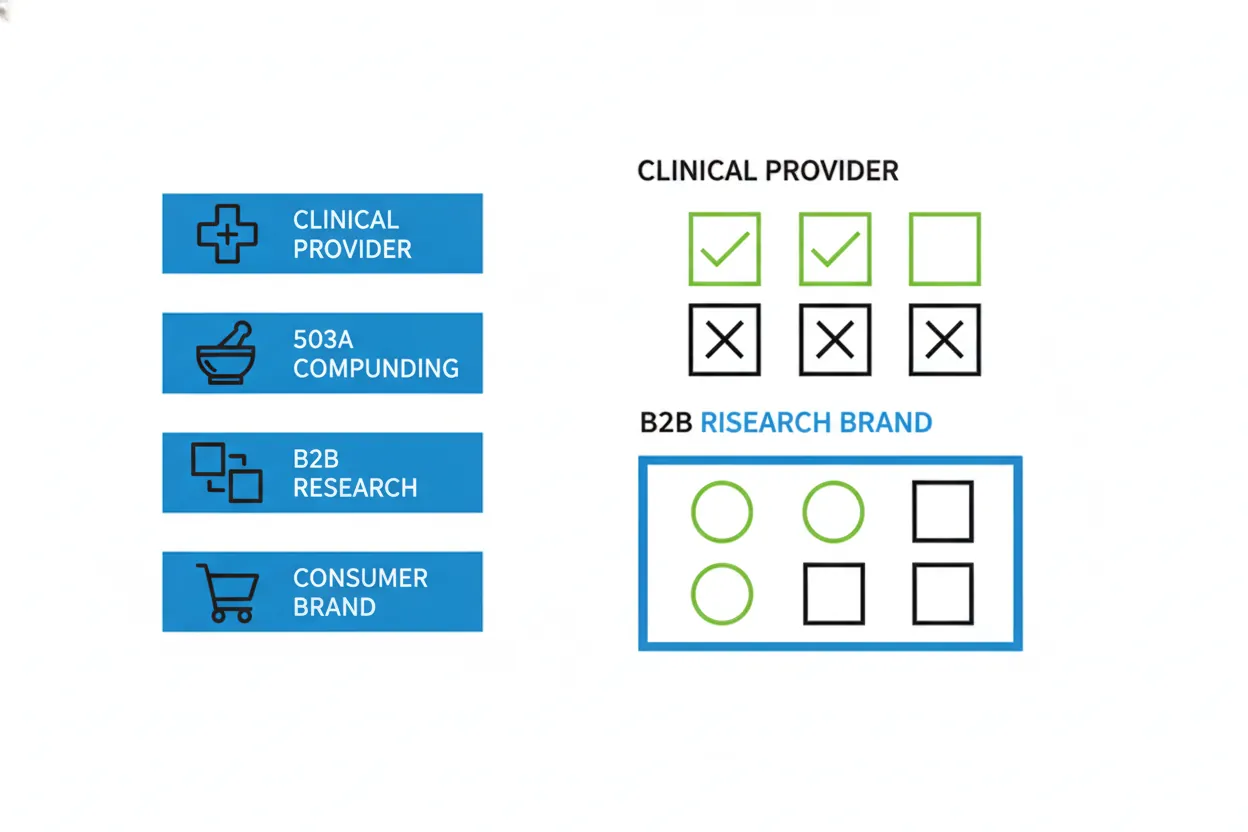 CLINICAL
PROVIDER
503A
COMPUNDING
B2B
RESEARCH
CONSUMER
BRAND
CLINICAL PROVIDER
B2B RISEARCH BRAND